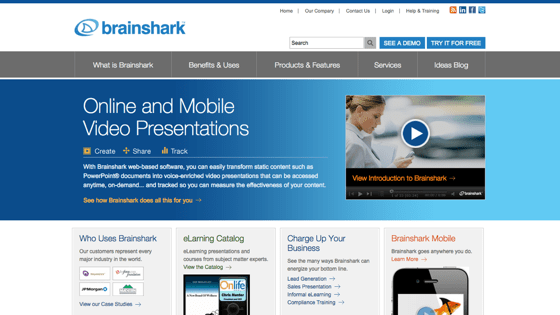 Home | Our Company | Contact Us | Login | Help & Training
brainshark
Search
SEE A DEMO
TRY IT FOR FREE
What is Brainshark
Benefits & Uses
Products & Features
Services
Ideas Blog
Online and Mobile
Video Presentations
Create
Share
Track
With Brainshark web-based software, you can easily transform static content such as
PowerPoint® documents into voice-enriched video presentations that can be accessed
anytime, on-demand... and tracked so you can measure the effectiveness of your content.
See how Brainshark does all this for you →
View Introduction to Brainshark →
brainshark
Who Uses Brainshark
Our customers represent every
major industry in the world.
J.P.Morgan
View our Case Studies →
eLearning Catalog
eLearning presentations and
courses from subject matter experts.
View the Catalog →
Onlife
Chris Hector
Charge Up Your
Business
See the many ways Brainshark can
energize your bottom line.
Lead Generation →
Sales Presentation →
Informal eLearning →
Compliance Training →
Brainshark Mobile
Brainshark goes anywhere you do.
Learn More →